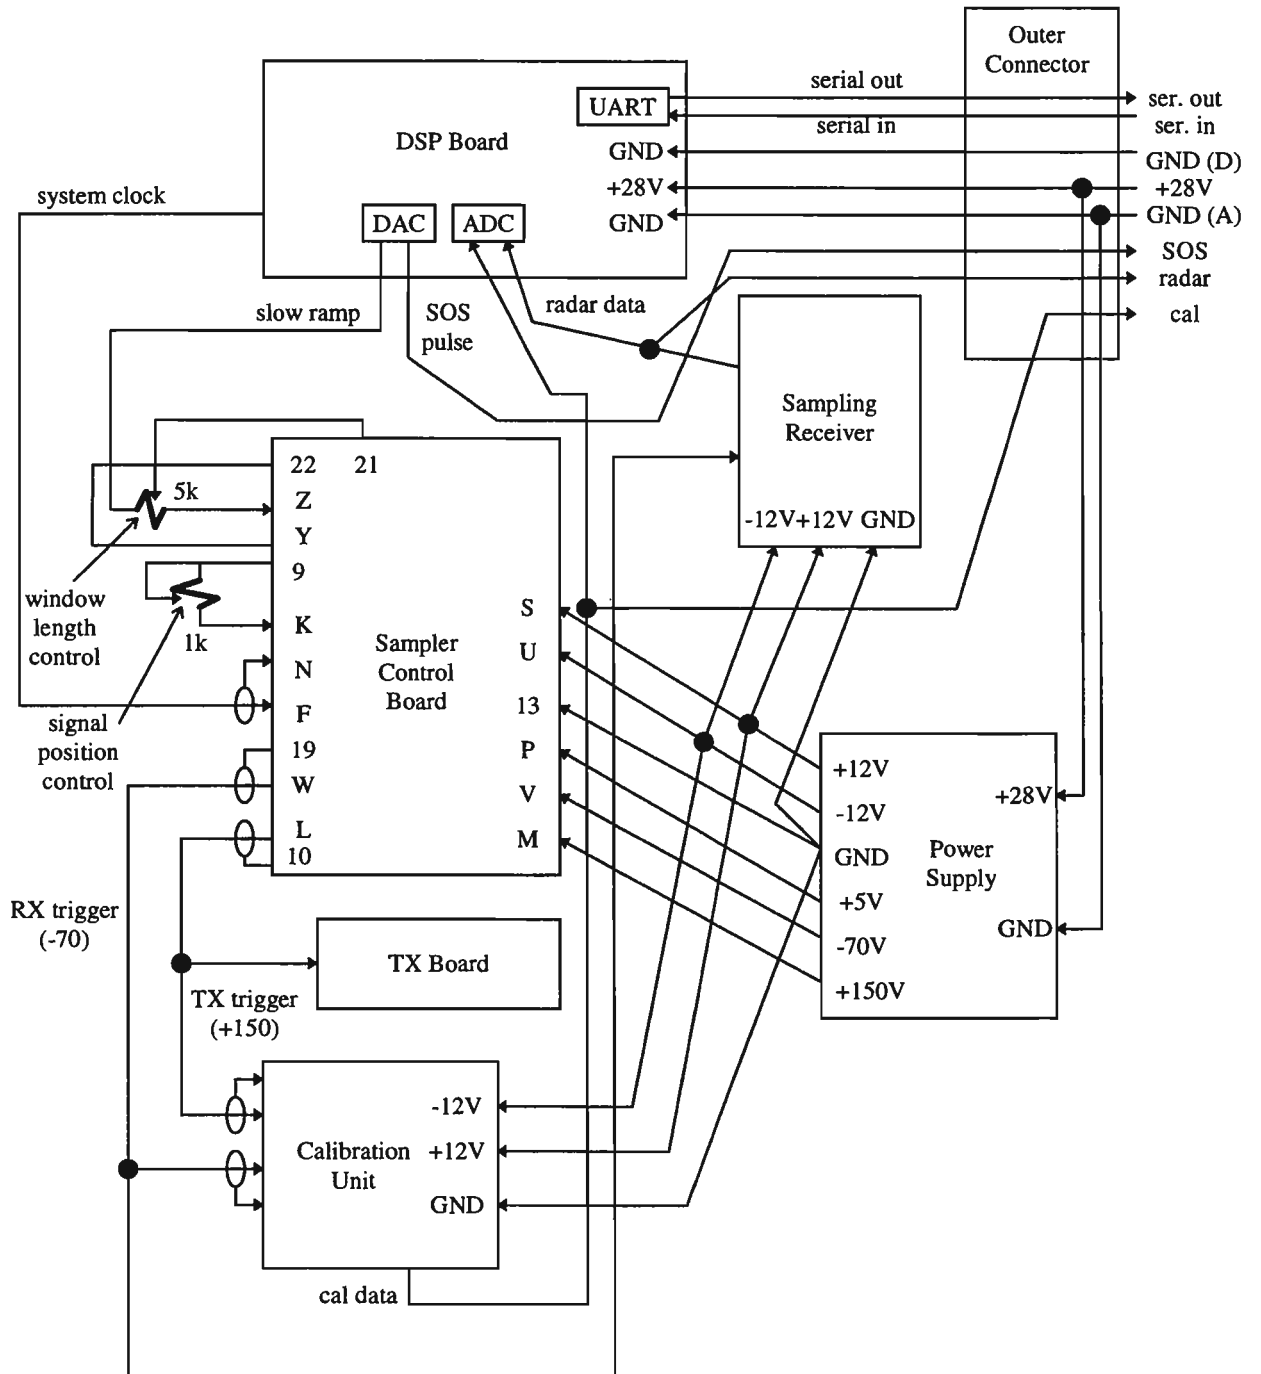 Outer
Connector
serial out
UART
ser. out
serial in
ser. in
DSP Board
GND
GND (D)
+28V
+28V
system clock
DAC
ADC
GND
GND (A)
SOS
radar
slow ramp
SOS
pulse
radar data
cal
Sampling
Receiver
22
21
5k
Z
-12V+12V GND
Y
9
window
length
control
S
K
1k
Sampler
Control
Board
U
N
13
F
signal
position
control
19
P
+12V
W
V
+28V
-12V
L
M
10
GND
Power
Supply
RX trigger
(-70)
+5V
GND
-70V
TX Board
+150V
TX trigger
(+150)
-12V
Calibration
Unit
+12V
GND
cal data